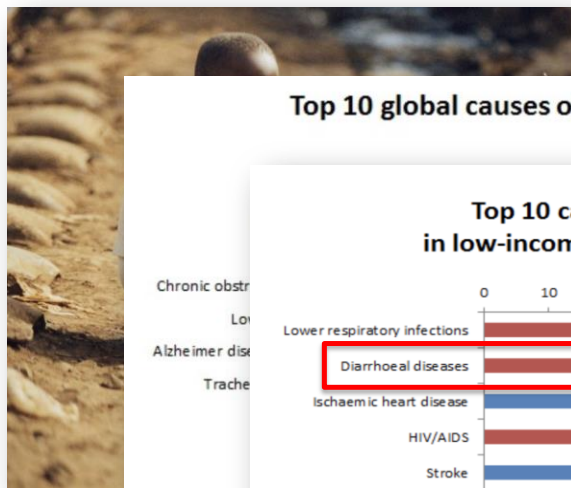 Top 10 global causes o
Chronic obstr
Lo
Alzheimer dise
Trache
Top 10 c
in low-incom
0 10
Lower respiratory infections
Diarrhoeal diseases
Ischaemic heart disease
HIV/AIDS
Stroke